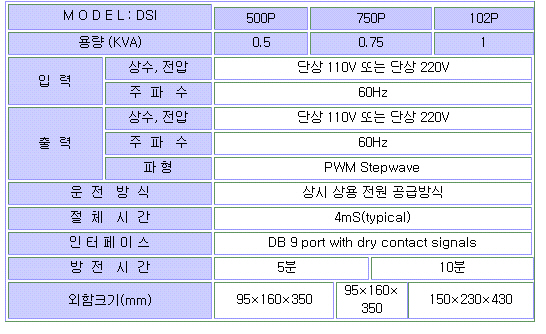 M O D E L : DSI 500P 750P 102P
용량 (KVA) 0.5 0.75 1
입 력 상수, 전압 단상 110V 또는 단상 220V
주 파 수 60Hz
출 력 상수, 전압 단상 110V 또는 단상 220V
주 파 수 60Hz
파 형 PWM Stepwave
운 전 방 식 상시 상용 전원 공급방식
절 체 시 간 4mS(typical)
인 터 페 이 스 DB 9 port with dry contact signals
방 전 시 간 5분 10분
외함크기(mm) 95×160×350 95×160×350 150×230×430